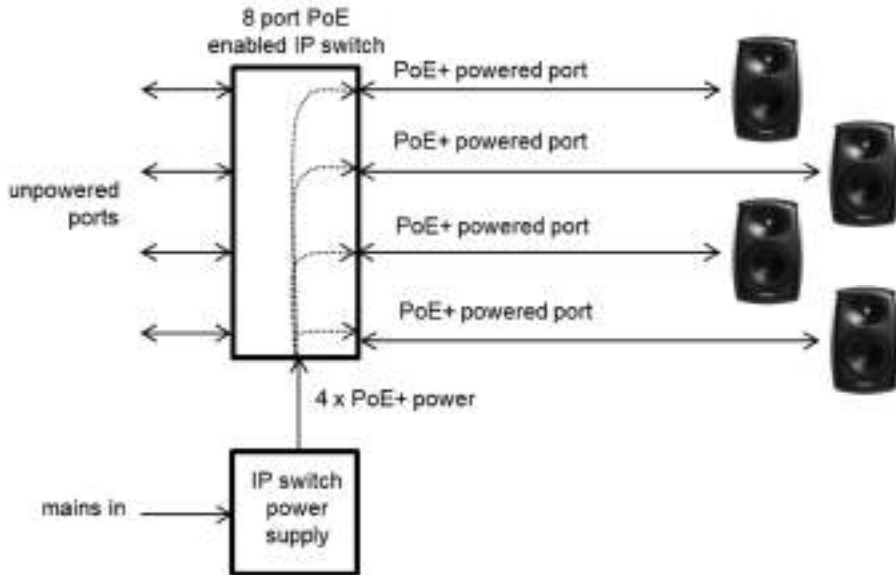 8 port PoE
enabled IP switch
PoE+ powered port
PoE+ powered port
unpowered
ports
PoE+ powered port
PoE+ powered port
4 x PoE+ power
IP switch
power
supply
mains in